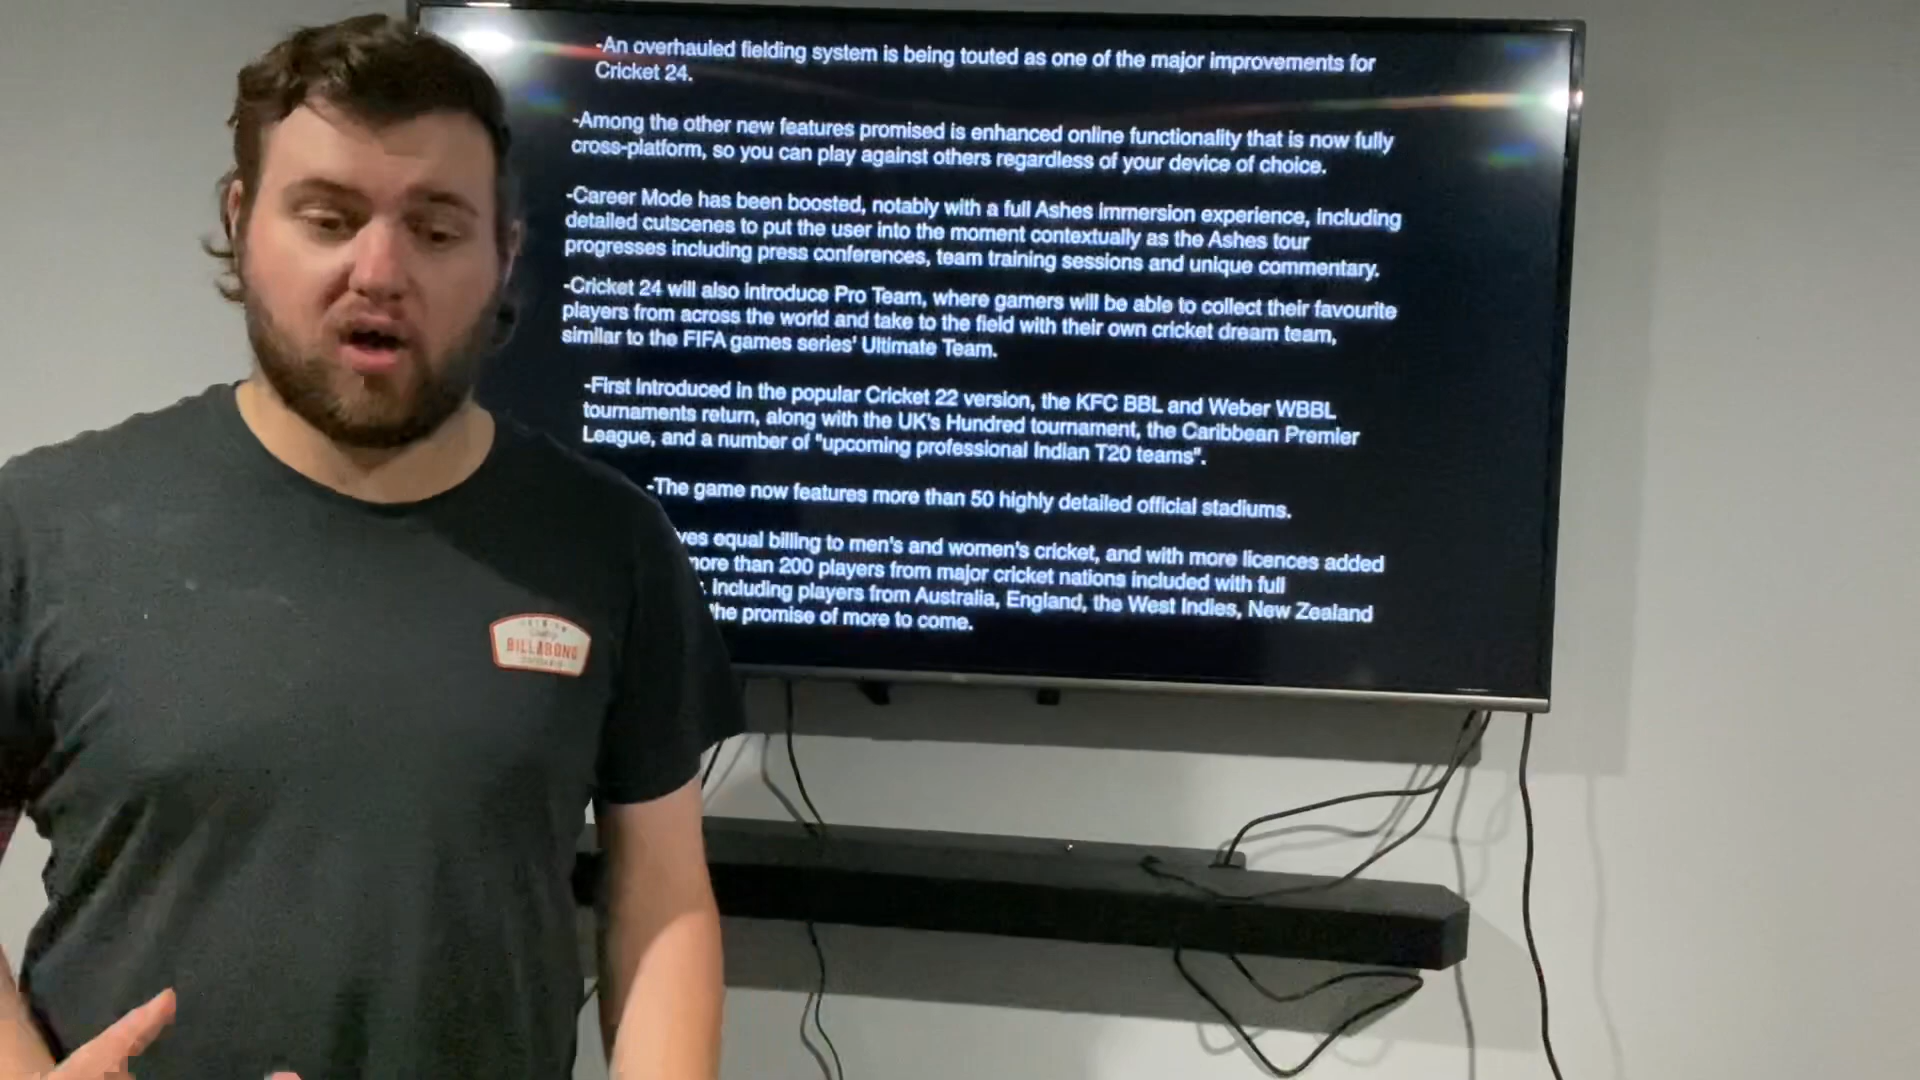 -An overhauled fielding system is being touted as one of the major improvements for
Cricket 24.
-Among the other new features promised is enhanced online functionality that is now fully
cross-platform, so you can play against others regardless of your device of choice.
-Career Mode has been boosted, notably with a full Ashes immersion experience, including
detailed cutscenes to put the user into the moment contextually as the Ashes tour
progresses including press conferences, team training sessions and unique commentary.
-Cricket 24 will also introduce Pro Team, where gamers will be able to collect their favourite
players from across the world and take to the field with their own cricket dream team,
similar to the FIFA games series' Ultimate Team.
-First introduced in the popular Cricket 22 version, the KFC BBL and Weber WBBL
tournaments return, along with the UK's Hundred tournament, the Caribbean Premier
League, and a number of "upcoming professional Indian T20 teams".
-The game now features more than 50 highly detailed official stadiums.
equal billing to men's and women's cricket, and with more licences added
more than 200 players from major cricket nations included with full
including players from Australia, England, the West Indies, New Zealand
the promise of more to come.
BILLABONG